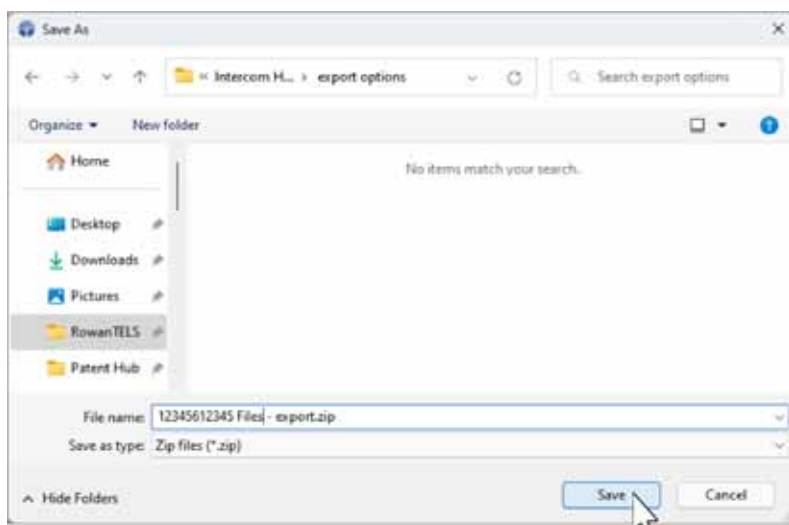 Save As
« Intercom H... › export options
Search export options
Organize
New folder
Home
No items match your search.
Desktop
Downloads
Pictures
RowanTELS
Patent Hub
File name: 12345612345 Files - export.zip
Save as type: Zip files (*.zip)
Hide Folders
Save
Cancel